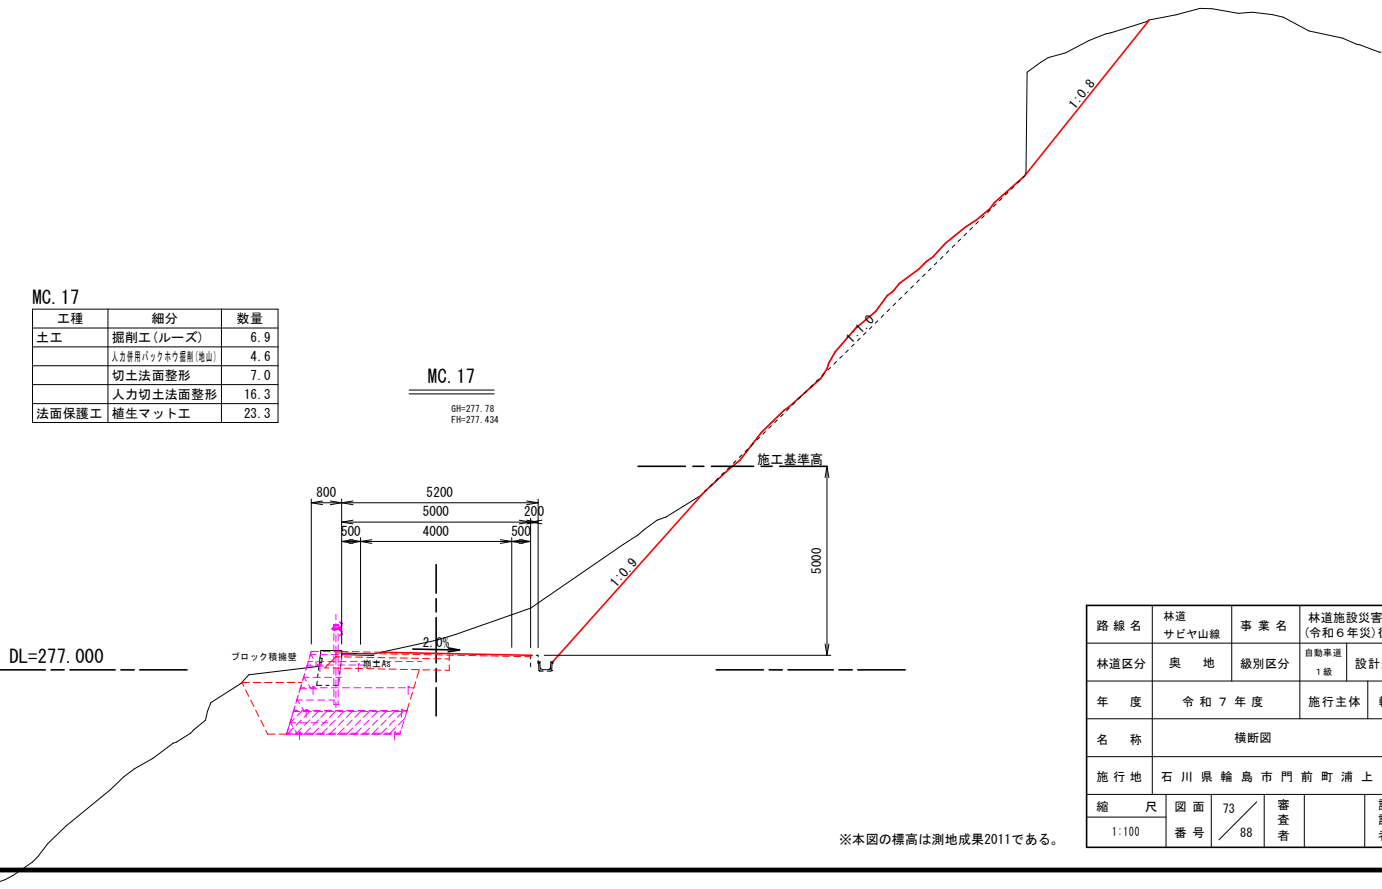 1:0.8
1:1.0
MC.17
工種 細分 数量
土工 掘削工(ルーズ) 6.9
人力併用バックホウ掘削(地山) 4.6
切土法面整形 7.0
人力切土法面整形 16.3
法面保護工 植生マット工 23.3
MC.17
GH=277.78
FH=277.434
施工基準高
800 5200
5000 200
500 4000 500
5000
1:0.9
2.0%
ブロック積擁壁
DL=277.000
路線名 林道 サビヤ山線 事業名 林道施設災害
(令和6年災)
林道区分 奥地 級別区分 自動車道 1級 設計
年度 令和7年度 施行主体
名称 横断図
施行地 石川県輪島市門前町浦上
縮尺 図面 73 審査者
1:100 番号 88
※本図の標高は測地成果2011である。